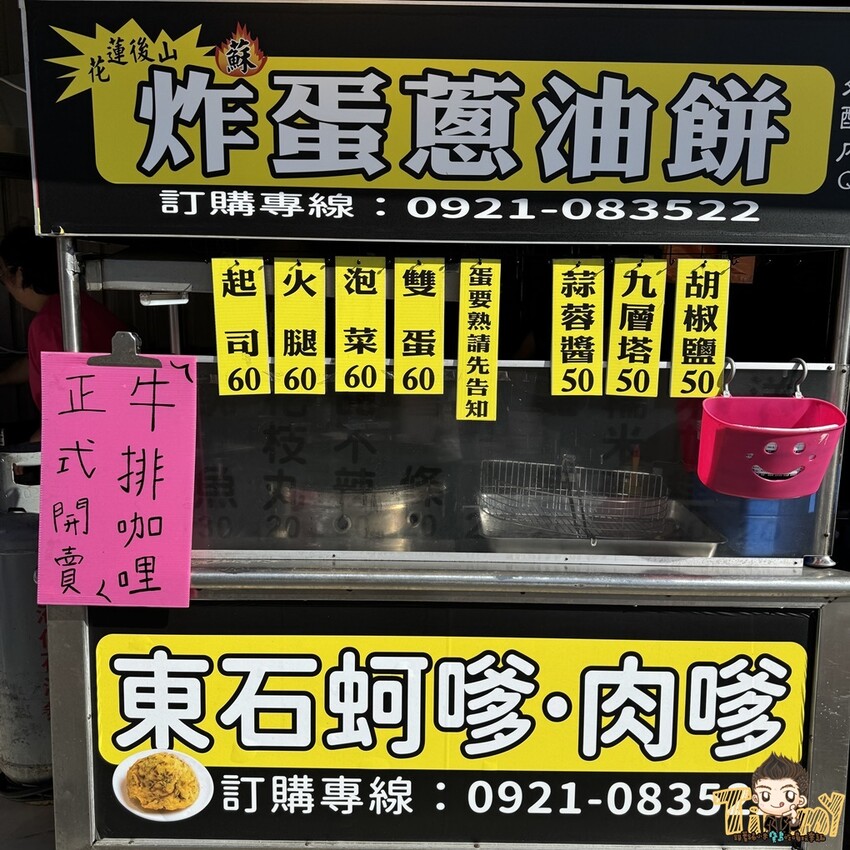 花蓮後山
蘇
炸蛋蔥油餅
訂購專線：0921-083522
起司60
火腿60
泡菜60
雙蛋60
蛋要熟請先告知
蒜蓉醬50
九層塔50
胡椒鹽50
牛排咖哩
正式開賣
東石蚵嗲·肉嗲
訂購專線：0921-08352